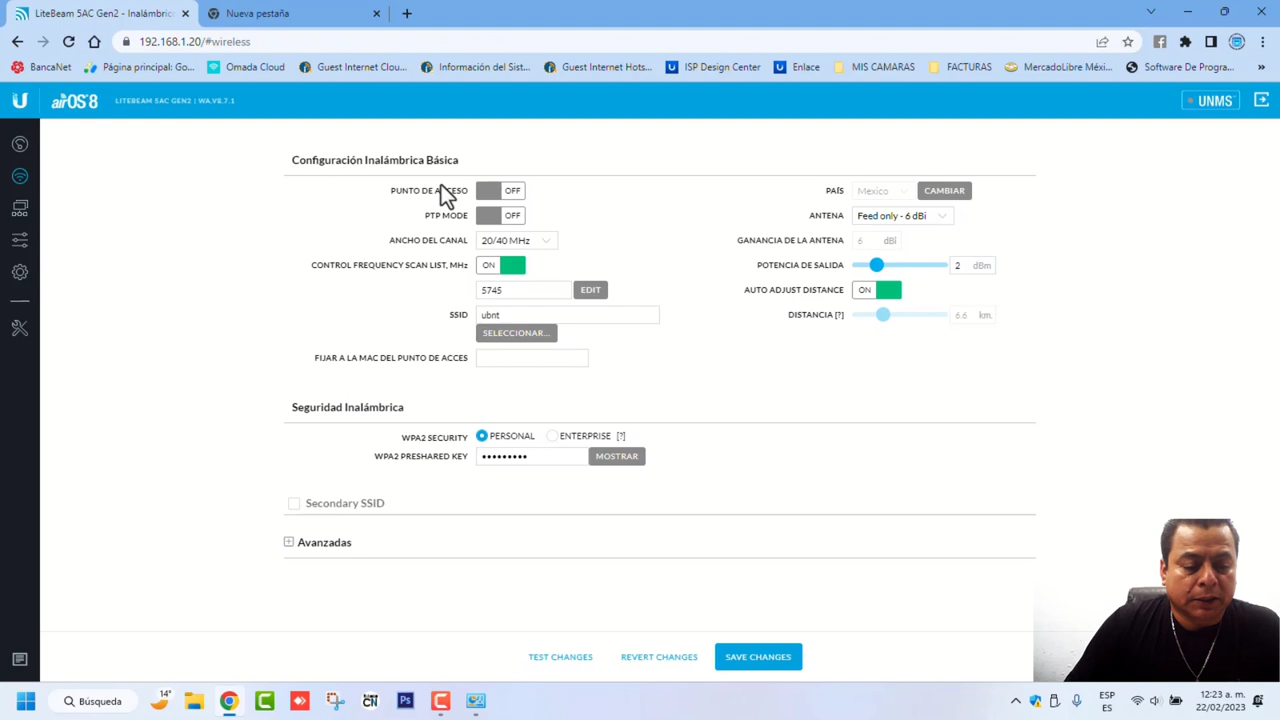 LiteBeam 5AC Gen2 - Inalámbric
Nueva pestaña
192.168.1.20/#wireless
BancaNet
Página principal: Go...
Omada Cloud
Guest Internet Clou...
Información del Siste...
Guest Internet Hots...
ISP Design Center
Enlace
MIS CAMARAS
FACTURAS
MercadoLibre Méxi...
Software De Progra...
»
airOS 8
LITEBEAM 5AC GEN2 | WA.V8.7.1
UNMS
Configuración Inalámbrica Básica
PUNTO DE ACCESO OFF
PAÍS Mexico CAMBIAR
PTP MODE OFF
ANTENA Feed only - 6 dBi
ANCHO DEL CANAL 20/40 MHz
GANANCIA DE LA ANTENA 6 dBi
CONTROL FREQUENCY SCAN LIST, MHz ON
POTENCIA DE SALIDA 2 dBm
5745 EDIT
AUTO ADJUST DISTANCE ON
SSID ubnt
DISTANCIA [?] 6.6 km.
SELECCIONAR...
FIJAR A LA MAC DEL PUNTO DE ACCES
Seguridad Inalámbrica
WPA2 SECURITY PERSONAL ENTERPRISE [?]
WPA2 PRESHARED KEY ••••••••• MOSTRAR
Secondary SSID
Avanzadas
TEST CHANGES REVERT CHANGES SAVE CHANGES
Búsqueda
14°
CN
Ps
ESP
ES
12:23 a. m.
22/02/2023